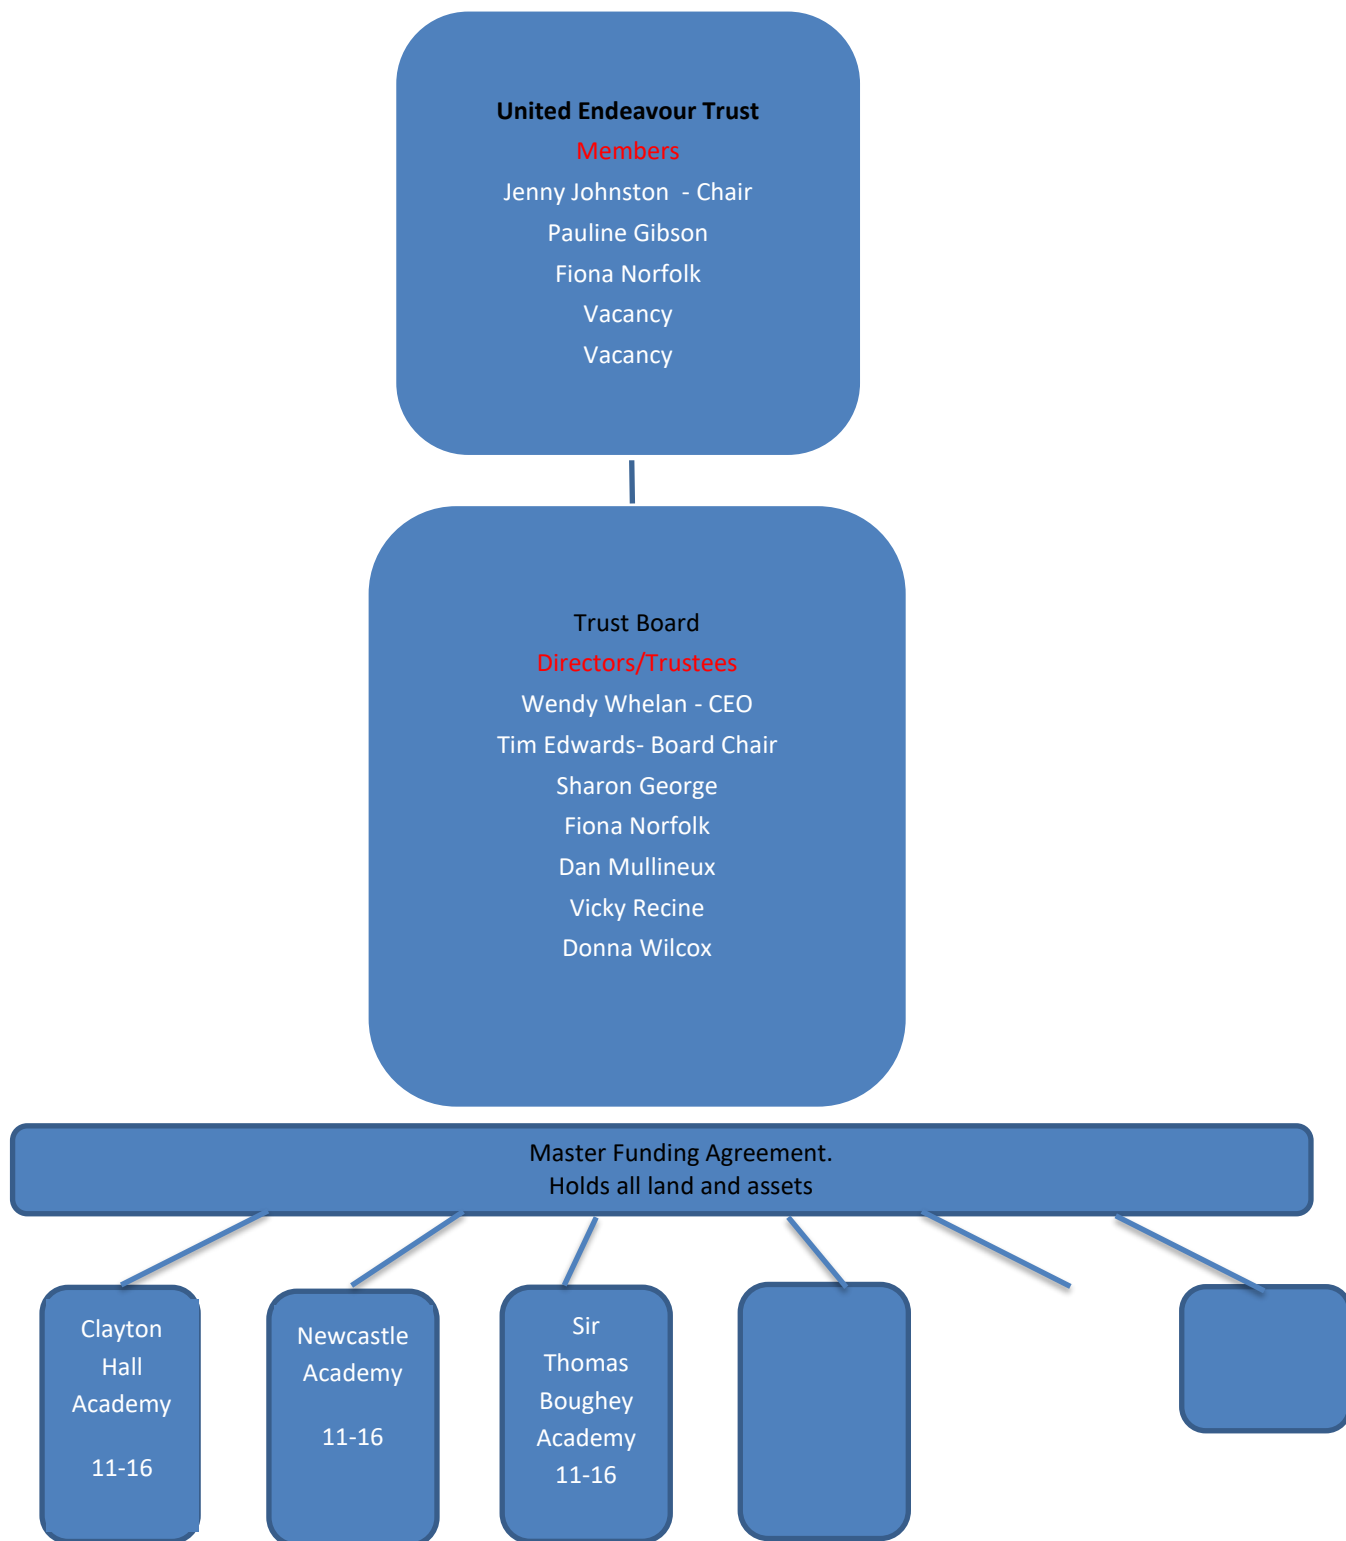 United Endeavour Trust
Members
Jenny Johnston  - Chair
Pauline Gibson
Fiona Norfolk
Vacancy
Vacancy
Trust Board
Directors/Trustees
Wendy Whelan - CEO
Tim Edwards- Board Chair
Sharon George
Fiona Norfolk
Dan Mullineux
Vicky Recine
Donna Wilcox
Master Funding Agreement.
Holds all land and assets
Clayton
Hall
Academy
11-16
Newcastle
Academy
11-16
Sir
Thomas
Boughey
Academy
11-16